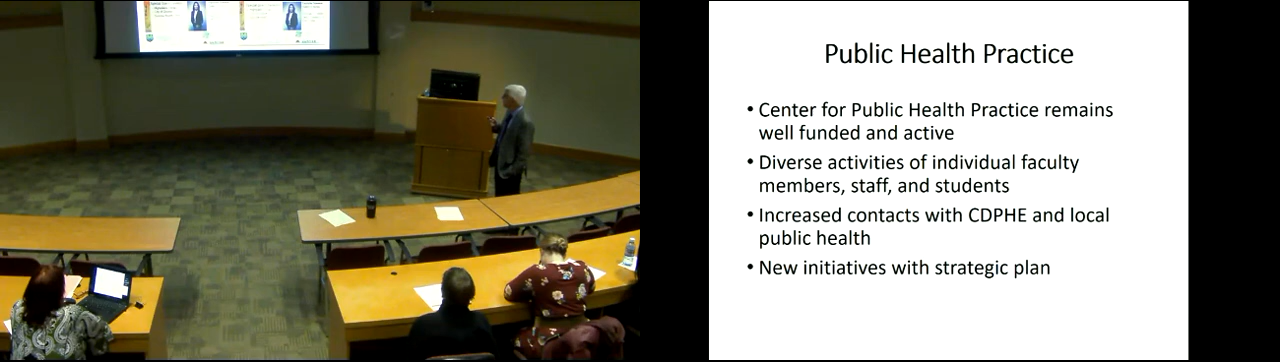 Public Health Practice
• Center for Public Health Practice remains
well funded and active
• Diverse activities of individual faculty
members, staff, and students
• Increased contacts with CDPHE and local
public health
• New initiatives with strategic plan